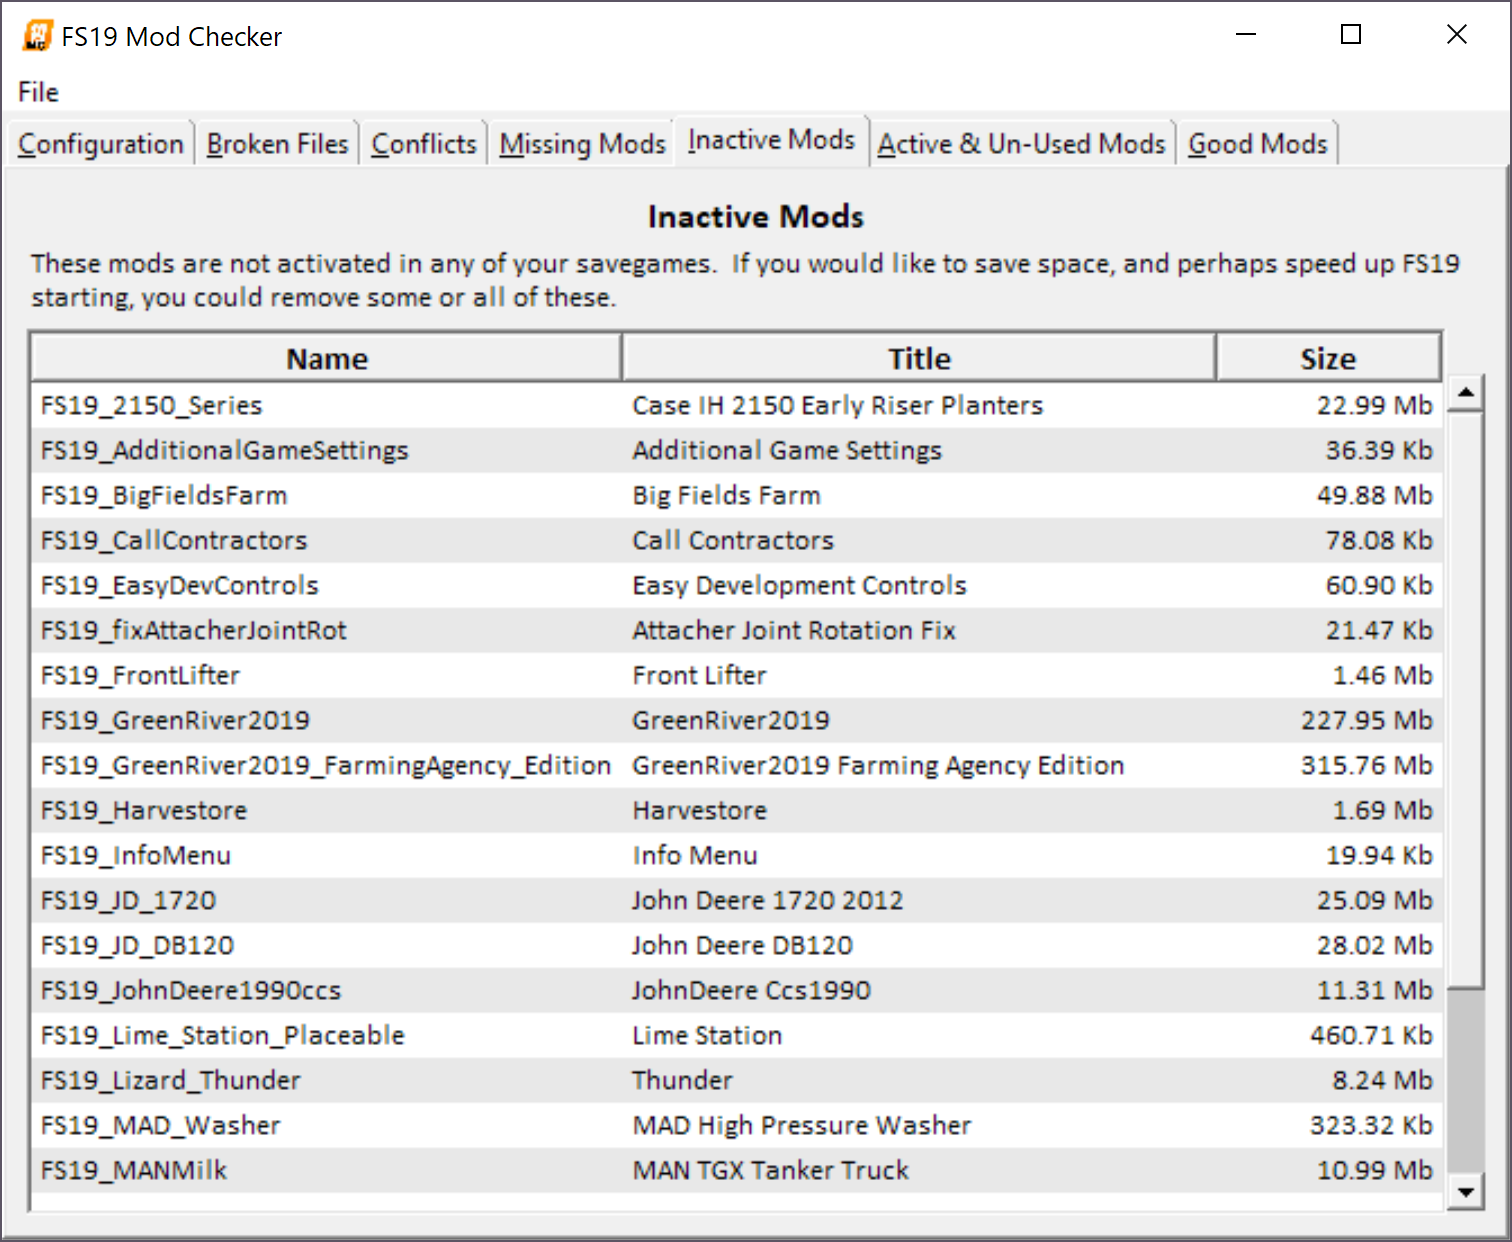 FS19 Mod Checker
File
Configuration Broken Files Conflicts Missing Mods Inactive Mods Active & Un-Used Mods Good Mods
Inactive Mods
These mods are not activated in any of your savegames.  If you would like to save space, and perhaps speed up FS19
starting, you could remove some or all of these.
Name Title Size
FS19_2150_Series Case IH 2150 Early Riser Planters 22.99 Mb
FS19_AdditionalGameSettings Additional Game Settings 36.39 Kb
FS19_BigFieldsFarm Big Fields Farm 49.88 Mb
FS19_CallContractors Call Contractors 78.08 Kb
FS19_EasyDevControls Easy Development Controls 60.90 Kb
FS19_fixAttacherJointRot Attacher Joint Rotation Fix 21.47 Kb
FS19_FrontLifter Front Lifter 1.46 Mb
FS19_GreenRiver2019 GreenRiver2019 227.95 Mb
FS19_GreenRiver2019_FarmingAgency_Edition GreenRiver2019 Farming Agency Edition 315.76 Mb
FS19_Harvestore Harvestore 1.69 Mb
FS19_InfoMenu Info Menu 19.94 Kb
FS19_JD_1720 John Deere 1720 2012 25.09 Mb
FS19_JD_DB120 John Deere DB120 28.02 Mb
FS19_JohnDeere1990ccs JohnDeere Ccs1990 11.31 Mb
FS19_Lime_Station_Placeable Lime Station 460.71 Kb
FS19_Lizard_Thunder Thunder 8.24 Mb
FS19_MAD_Washer MAD High Pressure Washer 323.32 Kb
FS19_MANMilk MAN TGX Tanker Truck 10.99 Mb